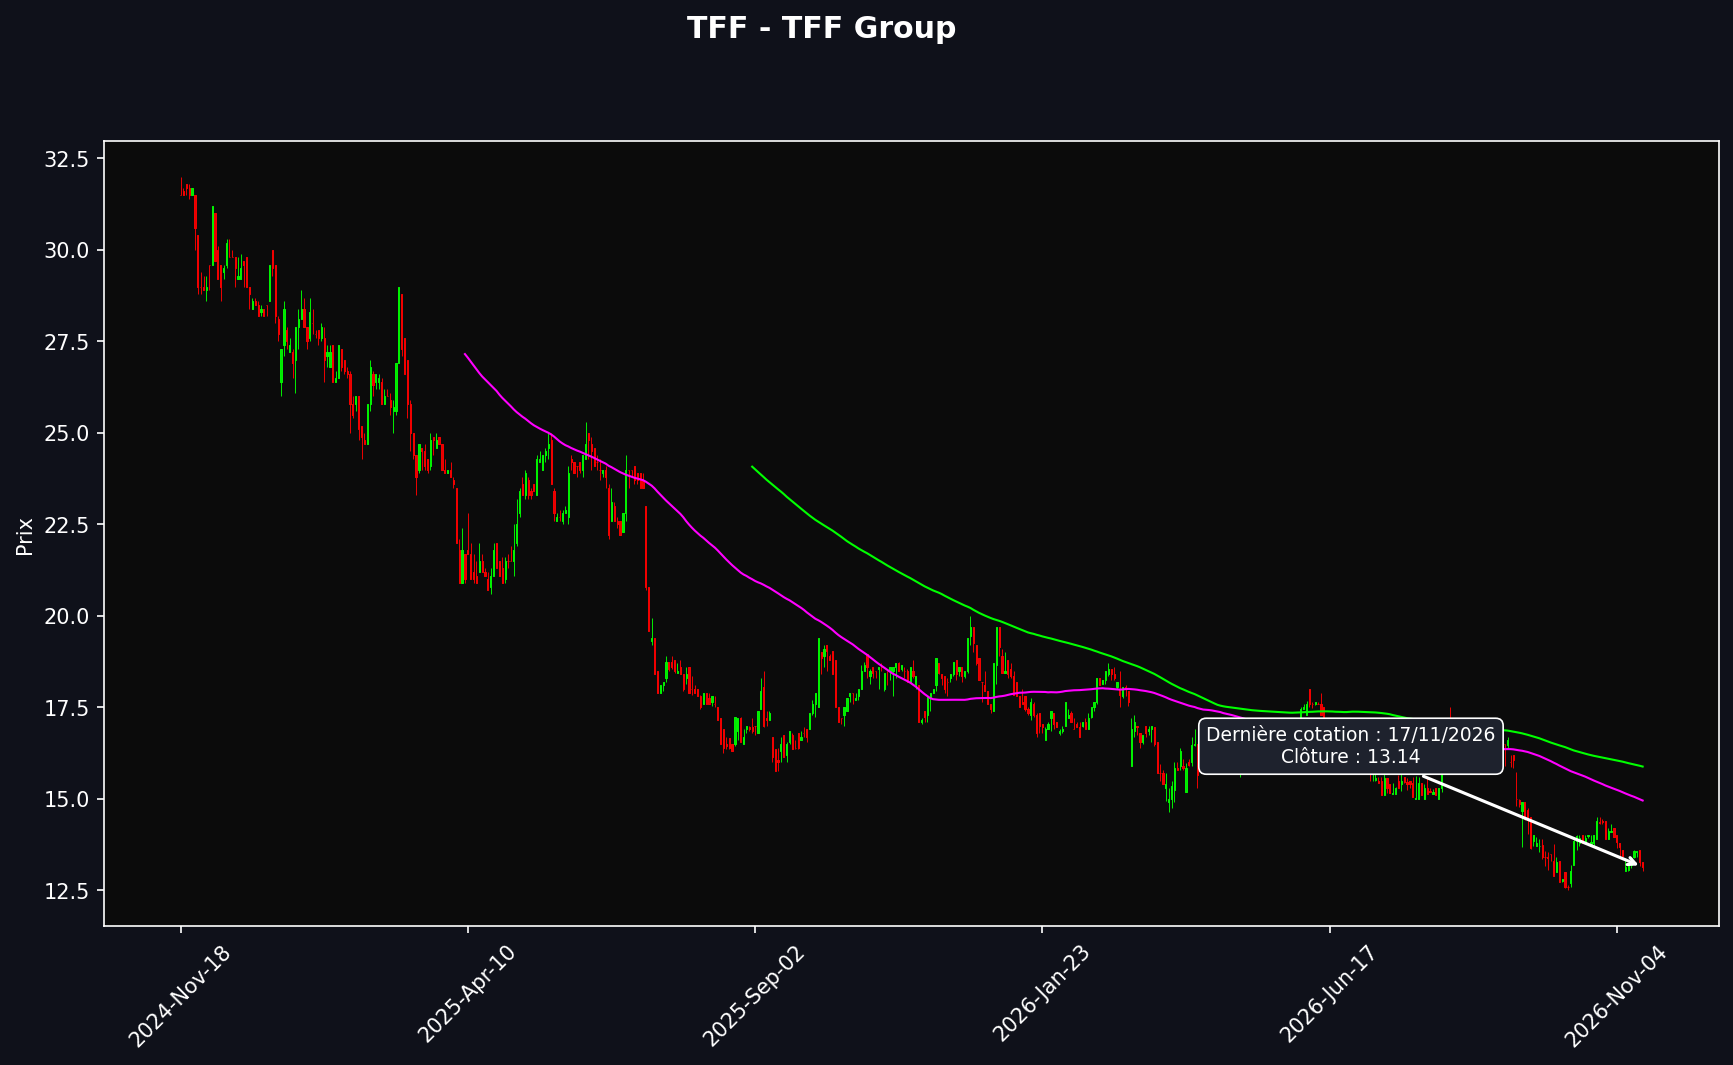 TFF - TFF Group
32.5
30.0
27.5
25.0
22.5
20.0
17.5
15.0
12.5
Prix
Dernière cotation : 17/11/2026
Clôture : 13.14
2024-Nov-18
2025-Apr-10
2025-Sep-02
2026-Jan-23
2026-Jun-17
2026-Nov-04